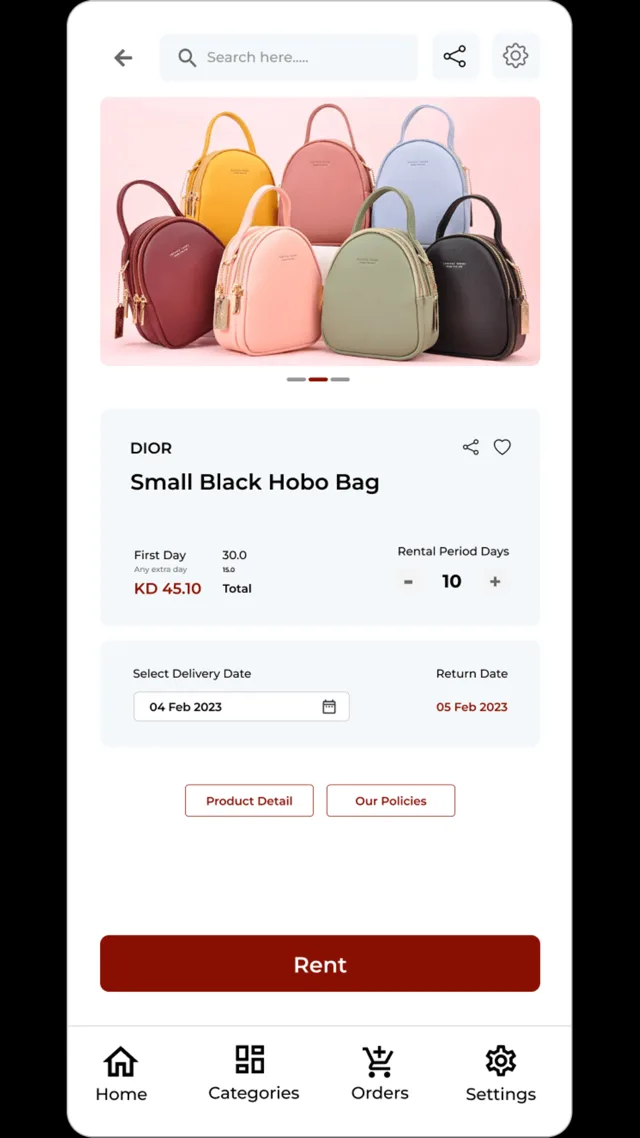 Search here.....
DIOR
Small Black Hobo Bag
First Day 30.0 Rental Period Days
Any extra day 15.0
KD 45.10 Total - 10 +
Select Delivery Date Return Date
04 Feb 2023 05 Feb 2023
Product Detail Our Policies
Rent
Home Categories Orders Settings